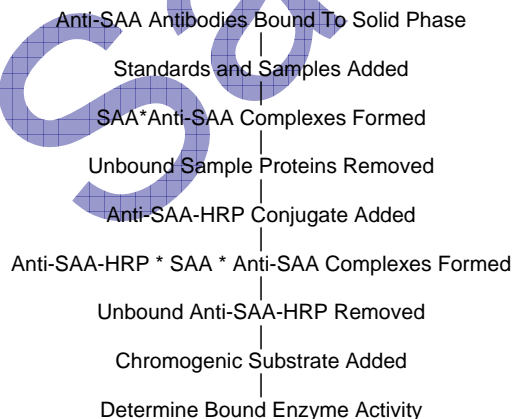 Anti-SAA Antibodies Bound To Solid Phase
Standards and Samples Added
SAA*Anti-SAA Complexes Formed
Unbound Sample Proteins Removed
Anti-SAA-HRP Conjugate Added
Anti-SAA-HRP * SAA * Anti-SAA Complexes Formed
Unbound Anti-SAA-HRP Removed
Chromogenic Substrate Added
Determine Bound Enzyme Activity